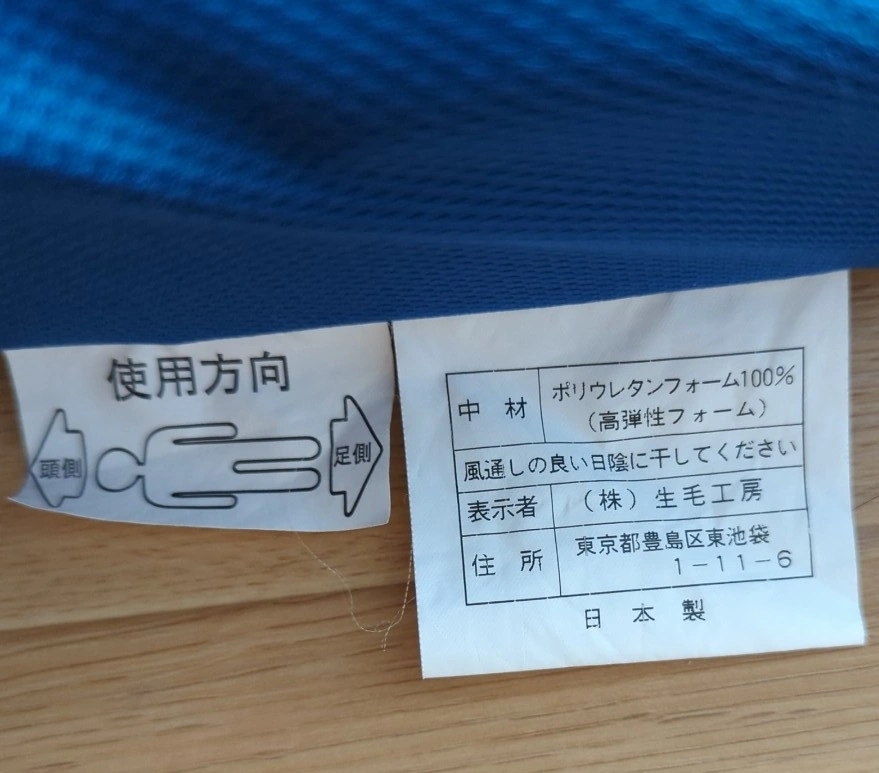 使用方向
頭側
足側
中材
ポリウレタンフォーム100%
(高弾性フォーム)
風通しの良い日陰に干してください
表示者
(株)生毛工房
住所
東京都豊島区東池袋
1-11-6
日本製